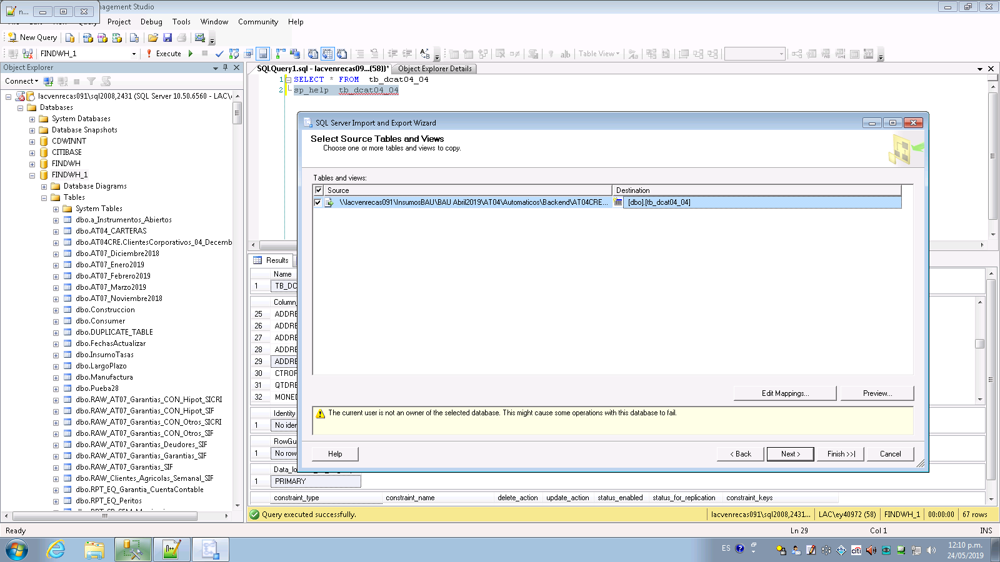 n...
agement Studio
Query
Project
Debug
Tools
Window
Community
Help
New Query
FINDWH_1
Execute
Table View
Object Explorer
Connect
lacvenrecas091\sql2008,2431 (SQL Server 10.50.6560 - LAC\ey
Databases
System Databases
Database Snapshots
CDWINNT
CITIBASE
FINDWH
FINDWH_1
Database Diagrams
Tables
System Tables
dbo.a_Instrumentos_Abiertos
dbo.AT04_CARTERAS
dbo.AT04CRE.ClientesCorporativos_04_Decemb
dbo.AT07_Diciembre2018
dbo.AT07_Enero2019
dbo.AT07_Febrero2019
dbo.AT07_Marzo2019
dbo.AT07_Noviembre2018
dbo.Construccion
dbo.Consumer
dbo.DUPLICATE_TABLE
dbo.FechasActualizar
dbo.InsumoTasas
dbo.LargoPlazo
dbo.Manufactura
dbo.Pueba28
dbo.RAW_AT07_Garantias_CON_Hipot_SICRI
dbo.RAW_AT07_Garantias_CON_Hipot_SIF
dbo.RAW_AT07_Garantias_CON_Otros_SICRI
dbo.RAW_AT07_Garantias_CON_Otros_SIF
dbo.RAW_AT07_Garantias_Deudores_SIF
dbo.RAW_AT07_Garantias_Garantias_SIF
dbo.RAW_AT07_Garantias_SIF
dbo.RAW_Clientes_Agricolas_Semanal_SIF
dbo.RPT_EQ_Garantia_CuentaContable
dbo.RPT_EQ_Peritos
SQLQuery1.sql - lacvenrecas09...(58))*
Object Explorer Details
1 SELECT * FROM tb_dcat04_04
2 sp_help tb_dcat04_04
SQL Server Import and Export Wizard
Select Source Tables and Views
Choose one or more tables and views to copy.
Tables and views:
Source Destination
\\lacvenrecas091\InsumosBAU\BAU Abril2019\AT04\Automaticos\Backend\AT04CRE... [dbo].[tb_dcat04_04]
Edit Mappings...
Preview...
The current user is not an owner of the selected database. This might cause some operations with this database to fail.
Help
< Back
Next >
Finish >>|
Cancel
Results
Name
1 TB_DC
Column_
25 ADDRE
26 ADDRE
27 ADDRE
28 ADDRE
29 ADDRE
30 CTROF
31 QTDRE
32 MONED
Identity
1 No iden
RowGu
1 No row
Data_lo
1 PRIMARY
constraint_type constraint_name delete_action update_action status_enabled status_for_replication constraint_keys
Query executed successfully.
lacvenrecas091\sql2008,2431... LAC\ey40972 (58) FINDWH_1 00:00:00 67 rows
Ready
Ln 29
Col 1
INS
ES
citi
12:10 p.m.
24/05/2019